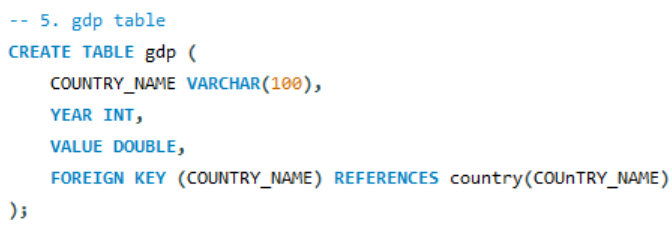 -- 5. gdp table
CREATE TABLE gdp (
    COUNTRY_NAME VARCHAR(100),
    YEAR INT,
    VALUE DOUBLE,
    FOREIGN KEY (COUNTRY_NAME) REFERENCES country(COUnTRY_NAME)
);